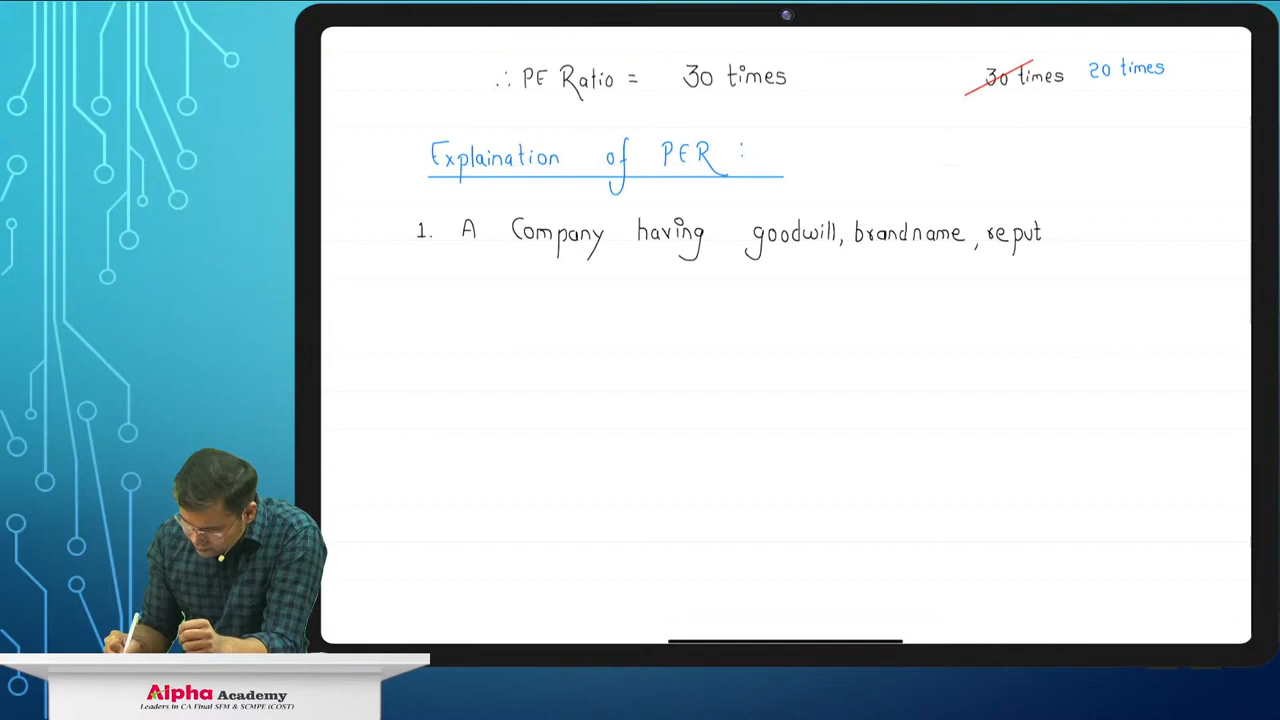 ∴ PE Ratio = 30 times 30 times 20 times
Explaination of PER :
1. A Company having goodwill, brandname, reput
Alpha Academy
Leaders in CA Final SFM & SCMPE (COST)